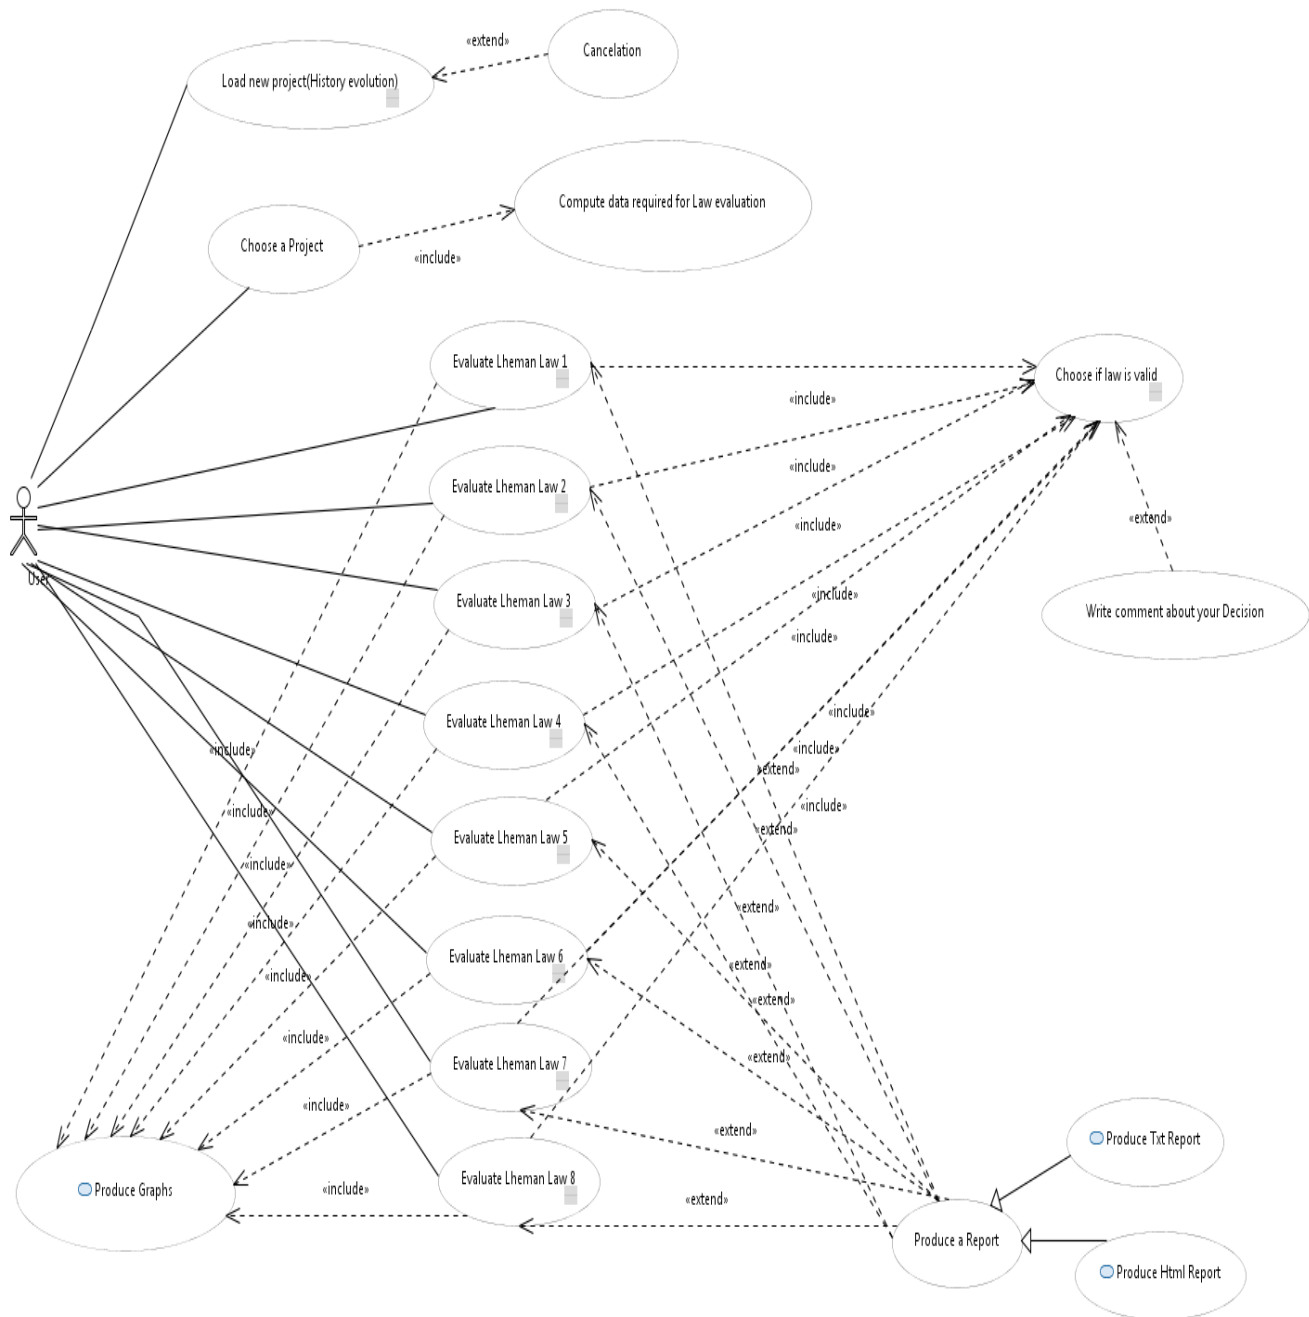 «extend»
Cancelation
Load new project(History evolution)
Compute data required for Law evaluation
Choose a Project
«include»
Evaluate Lheman Law 1
Choose if law is valid
«include»
Evaluate Lheman Law 2
«include»
«include»
«extend»
Evaluate Lheman Law 3
«include»
User
Write comment about your Decision
«include»
Evaluate Lheman Law 4
«include»
«include»
«include»
«extend»
«include»
«include»
«extend»
Evaluate Lheman Law 5
«include»
«extend»
«include»
Evaluate Lheman Law 6
«extend»
«include»
«extend»
«include»
«extend»
Evaluate Lheman Law 7
«include»
«extend»
Produce Txt Report
Evaluate Lheman Law 8
Produce Graphs
«include»
«extend»
Produce a Report
Produce Html Report